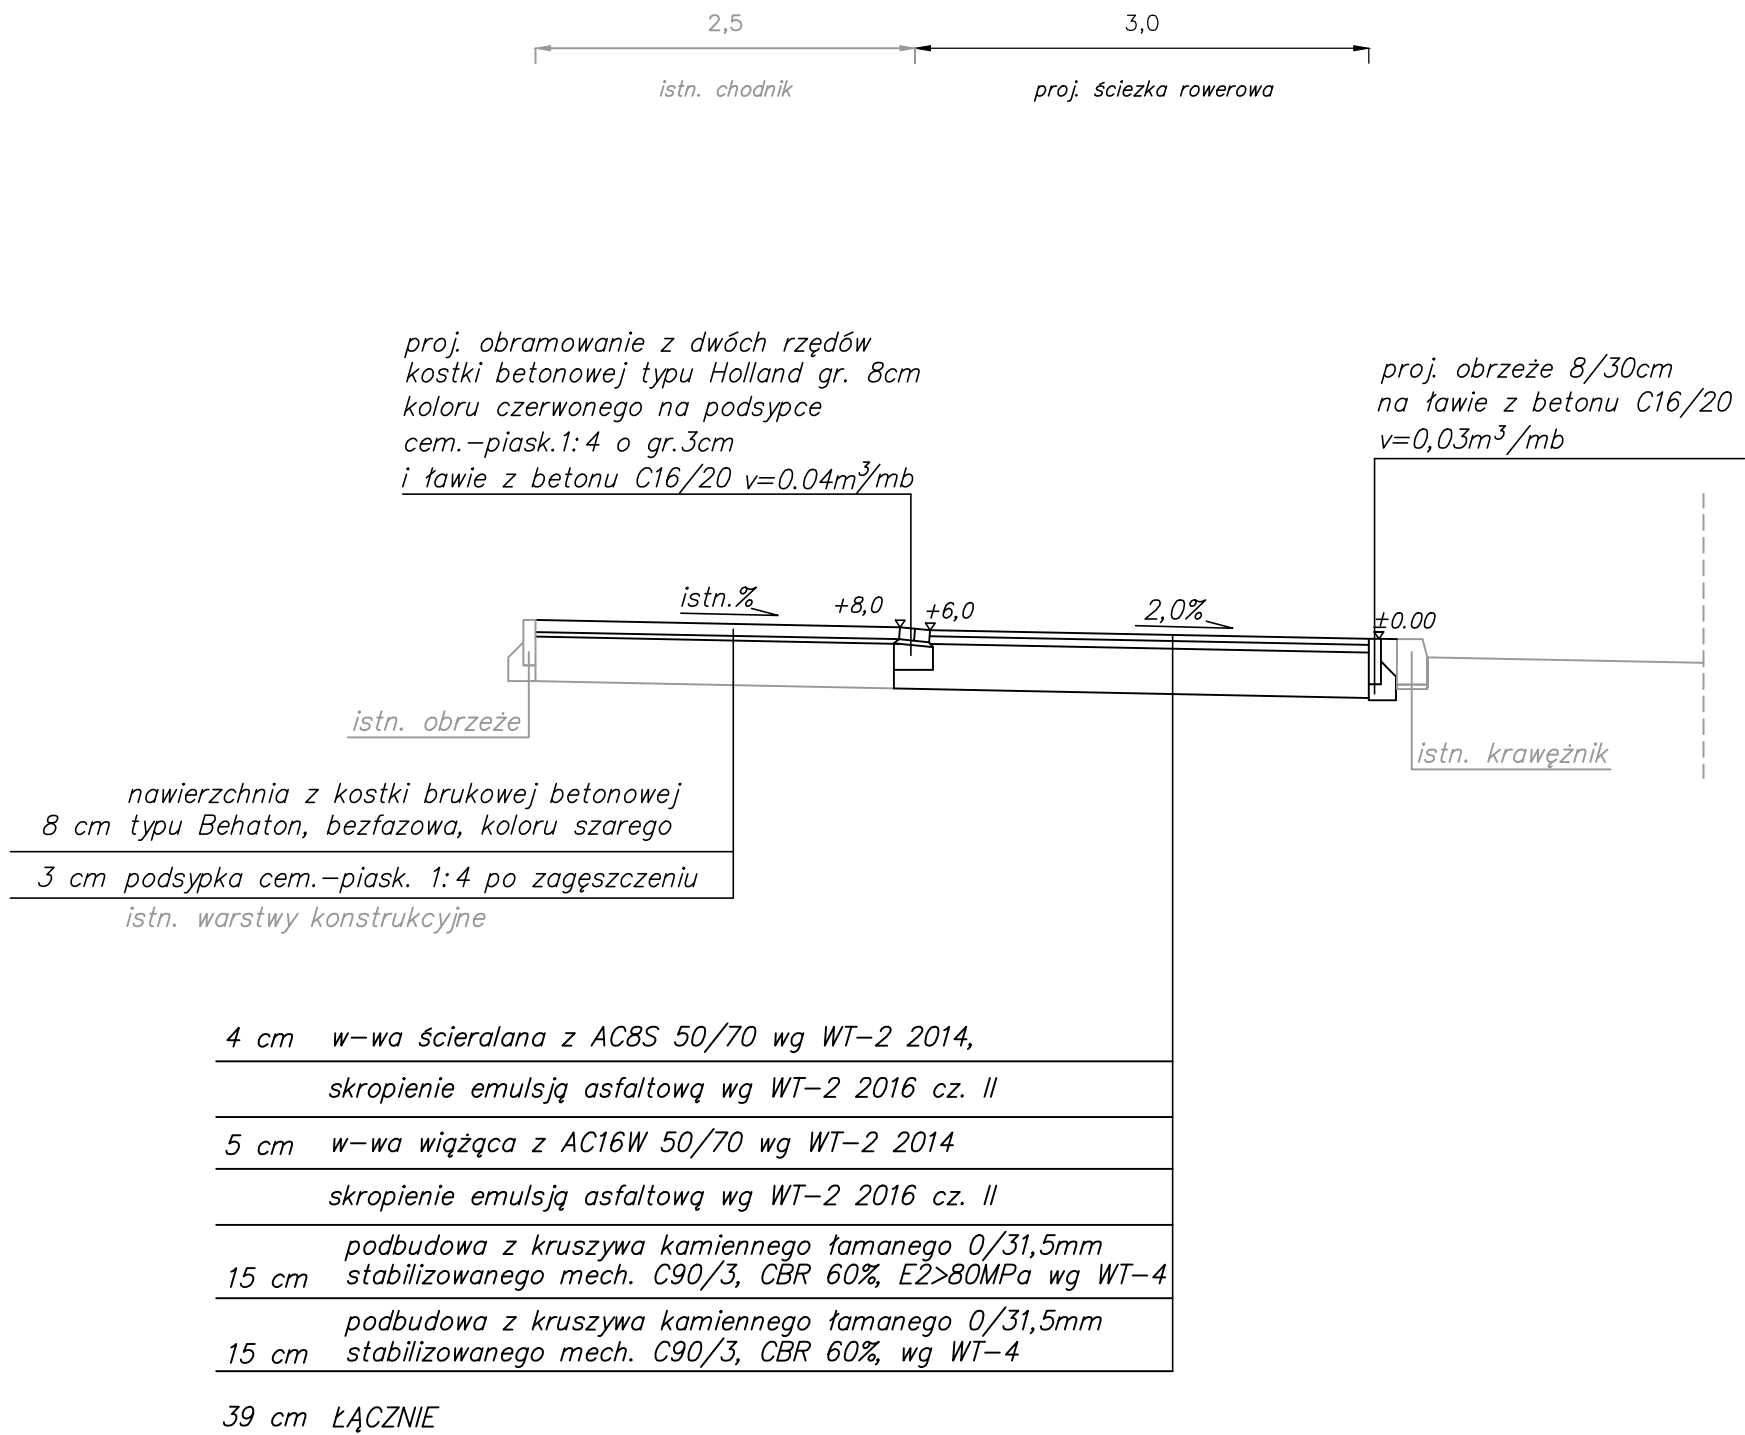 2,5
3,0
istn. chodnik
proj. ściezka rowerowa
proj. obramowanie z dwóch rzędów
kostki betonowej typu Holland gr. 8cm
koloru czerwonego na podsypce
cem.-piask.1:4 o gr.3cm
i ławie z betonu C16/20 v=0.04m³/mb
proj. obrzeże 8/30cm
na ławie z betonu C16/20
v=0,03m³/mb
istn.%
+8,0
+6,0
2,0%
±0.00
istn. obrzeże
istn. krawężnik
nawierzchnia z kostki brukowej betonowej
8 cm typu Behaton, bezfazowa, koloru szarego
3 cm podsypka cem.-piask. 1:4 po zagęszczeniu
istn. warstwy konstrukcyjne
4 cm w-wa ścieralana z AC8S 50/70 wg WT-2 2014,
skropienie emulsją asfaltową wg WT-2 2016 cz. II
5 cm w-wa wiążąca z AC16W 50/70 wg WT-2 2014
skropienie emulsją asfaltową wg WT-2 2016 cz. II
podbudowa z kruszywa kamiennego łamanego 0/31,5mm
15 cm stabilizowanego mech. C90/3, CBR 60%, E2>80MPa wg WT-4
podbudowa z kruszywa kamiennego łamanego 0/31,5mm
15 cm stabilizowanego mech. C90/3, CBR 60%, wg WT-4
39 cm ŁĄCZNIE